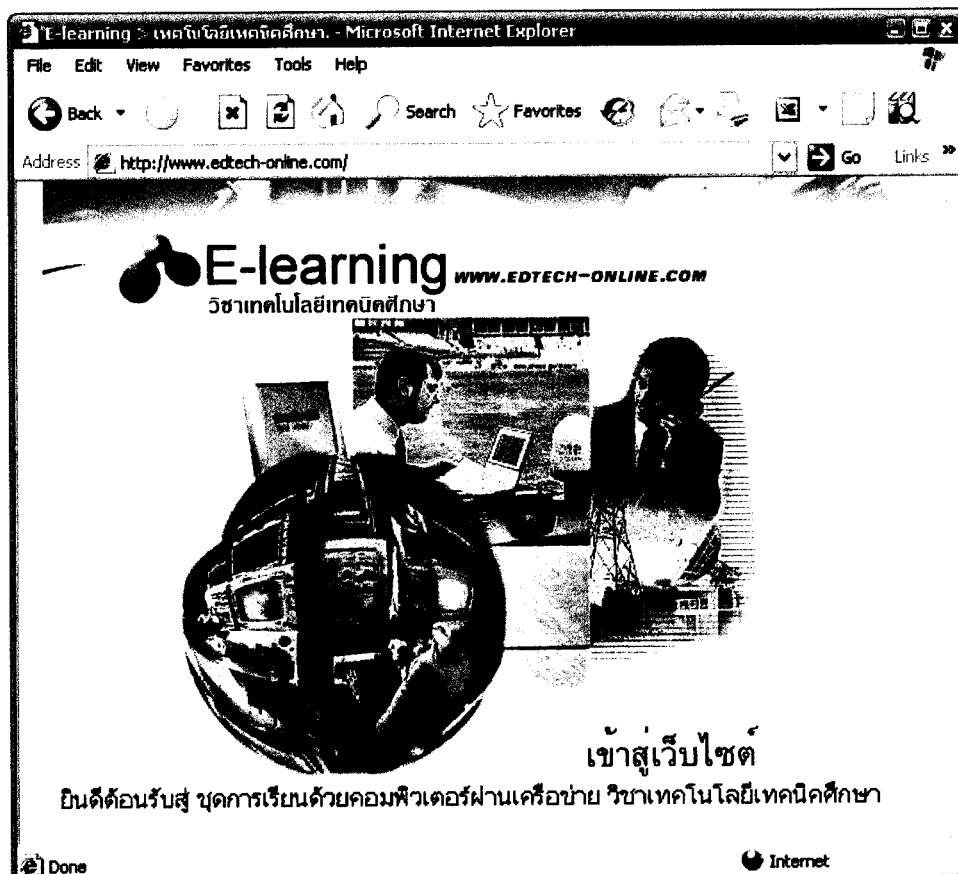 E-learning > เทคโนโลยีเทคนิคศึกษา. - Microsoft Internet Explorer
File Edit View Favorites Tools Help
Back Search Favorites
Address http://www.edtech-online.com/ Go Links »
E-learning WWW.EDTECH-ONLINE.COM
วิชาเทคโนโลยีเทคนิคศึกษา
เข้าสู่เว็บไซต์
ยินดีต้อนรับสู่ ชุดการเรียนด้วยคอมพิวเตอร์ผ่านเครือข่าย วิชาเทคโนโลยีเทคนิคศึกษา
Done Internet